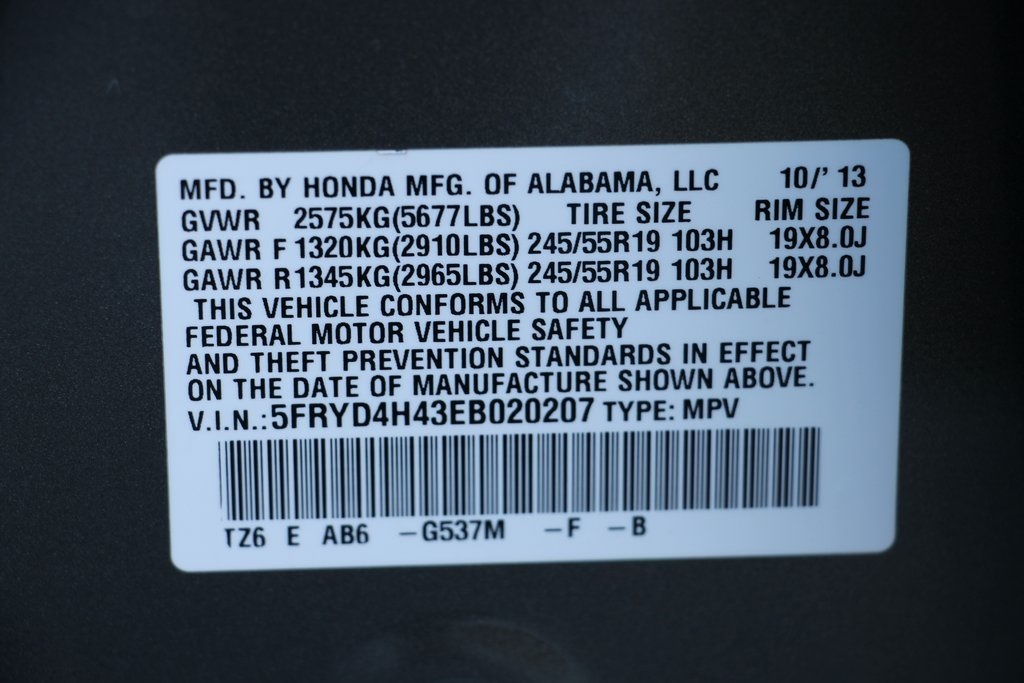 MFD. BY HONDA MFG. OF ALABAMA, LLC 10/' 13
GVWR 2575KG(5677LBS) TIRE SIZE RIM SIZE
GAWR F 1320KG(2910LBS) 245/55R19 103H 19X8.0J
GAWR R1345KG(2965LBS) 245/55R19 103H 19X8.0J
THIS VEHICLE CONFORMS TO ALL APPLICABLE
FEDERAL MOTOR VEHICLE SAFETY
AND THEFT PREVENTION STANDARDS IN EFFECT
ON THE DATE OF MANUFACTURE SHOWN ABOVE.
V.I.N.:5FRYD4H43EB020207 TYPE: MPV
TZ6 E AB6 –G537M –F –B